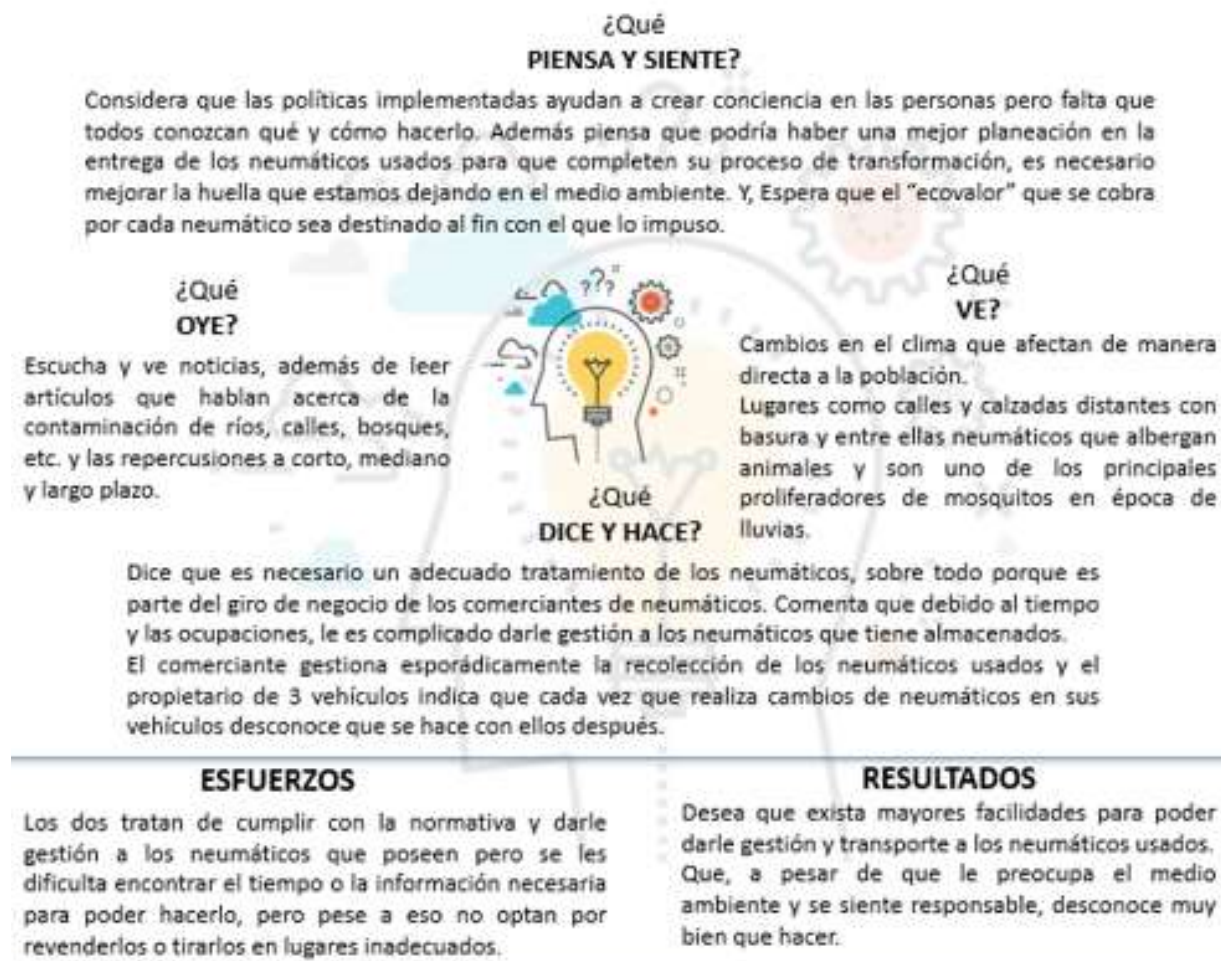 ¿Qué
PIENSA Y SIENTE?
Considera que las políticas implementadas ayudan a crear conciencia en las personas pero falta que
todos conozcan qué y cómo hacerlo. Además piensa que podría haber una mejor planeación en la
entrega de los neumáticos usados para que completen su proceso de transformación, es necesario
mejorar la huella que estamos dejando en el medio ambiente. Y, Espera que el “ecovalor” que se cobra
por cada neumático sea destinado al fin con el que lo impuso.
¿Qué
OYE?
Escucha y ve noticias, además de leer
artículos que hablan acerca de la
contaminación de ríos, calles, bosques,
etc. y las repercusiones a corto, mediano
y largo plazo.
???
¿Qué
VE?
Cambios en el clima que afectan de manera
directa a la población.
Lugares como calles y calzadas distantes con
basura y entre ellas neumáticos que albergan
animales y son uno de los principales
proliferadores de mosquitos en época de
lluvias.
¿Qué
DICE Y HACE?
Dice que es necesario un adecuado tratamiento de los neumáticos, sobre todo porque es
parte del giro de negocio de los comerciantes de neumáticos. Comenta que debido al tiempo
y las ocupaciones, le es complicado darle gestión a los neumáticos que tiene almacenados.
El comerciante gestiona esporádicamente la recolección de los neumáticos usados y el
propietario de 3 vehículos indica que cada vez que realiza cambios de neumáticos en sus
vehículos desconoce que se hace con ellos después.
ESFUERZOS
Los dos tratan de cumplir con la normativa y darle
gestión a los neumáticos que poseen pero se les
dificulta encontrar el tiempo o la información necesaria
para poder hacerlo, pero pese a eso no optan por
revenderlos o tirarlos en lugares inadecuados.
RESULTADOS
Desea que exista mayores facilidades para poder
darle gestión y transporte a los neumáticos usados.
Que, a pesar de que le preocupa el medio
ambiente y se siente responsable, desconoce muy
bien que hacer.